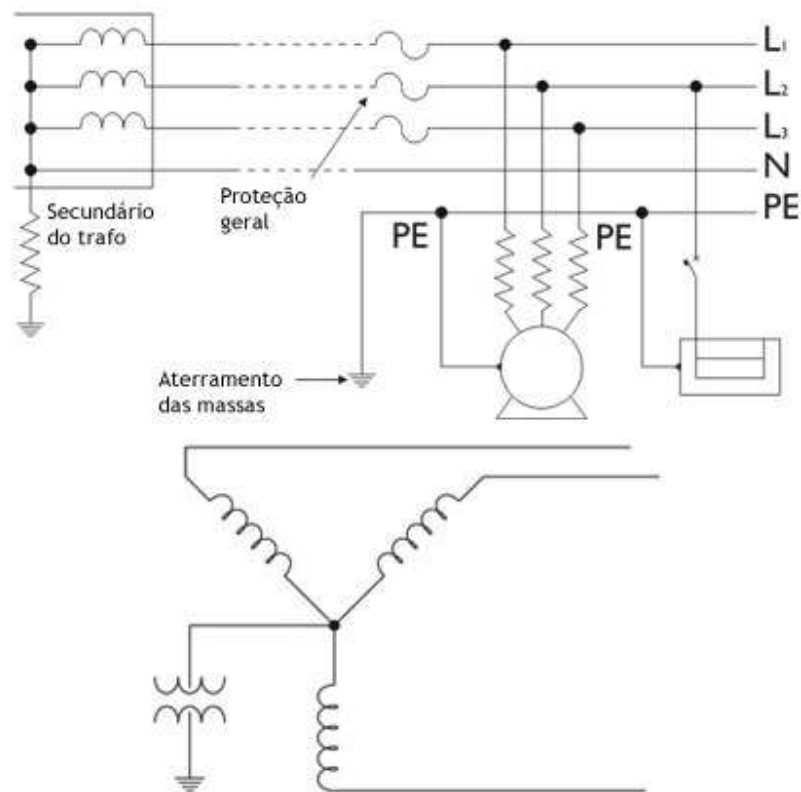 L₁
L₂
L₃
N
PE
Secundário
do trafo
Proteção
geral
PE
PE
Aterramento
das massas